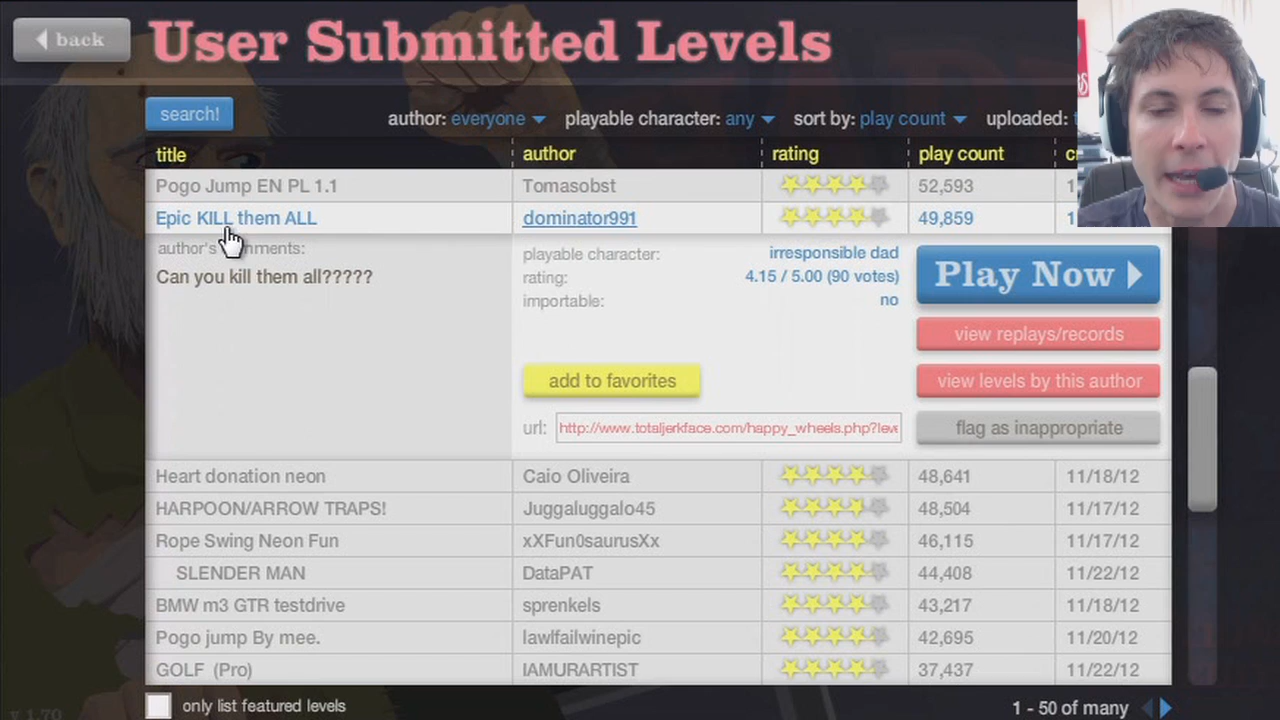 back
User Submitted Levels
search!
author: everyone playable character: any sort by: play count uploaded:
title author rating play count
Pogo Jump EN PL 1.1 Tomasobst 52,593
Epic KILL them ALL dominator991 49,859
author's comments:
Can you kill them all?????
playable character: irresponsible dad
rating: 4.15 / 5.00 (90 votes)
importable: no
Play Now
view replays/records
add to favorites
view levels by this author
url: http://www.totaljerkface.com/happy_wheels.php?leve
flag as inappropriate
Heart donation neon Caio Oliveira 48,641 11/18/12
HARPOON/ARROW TRAPS! Juggaluggalo45 48,504 11/17/12
Rope Swing Neon Fun xXFun0saurusXx 46,115 11/17/12
SLENDER MAN DataPAT 44,408 11/22/12
BMW m3 GTR testdrive sprenkels 43,217 11/18/12
Pogo jump By mee. lawlfailwinepic 42,695 11/20/12
GOLF (Pro) IAMURARTIST 37,437 11/22/12
v 1.70
only list featured levels
1 - 50 of many